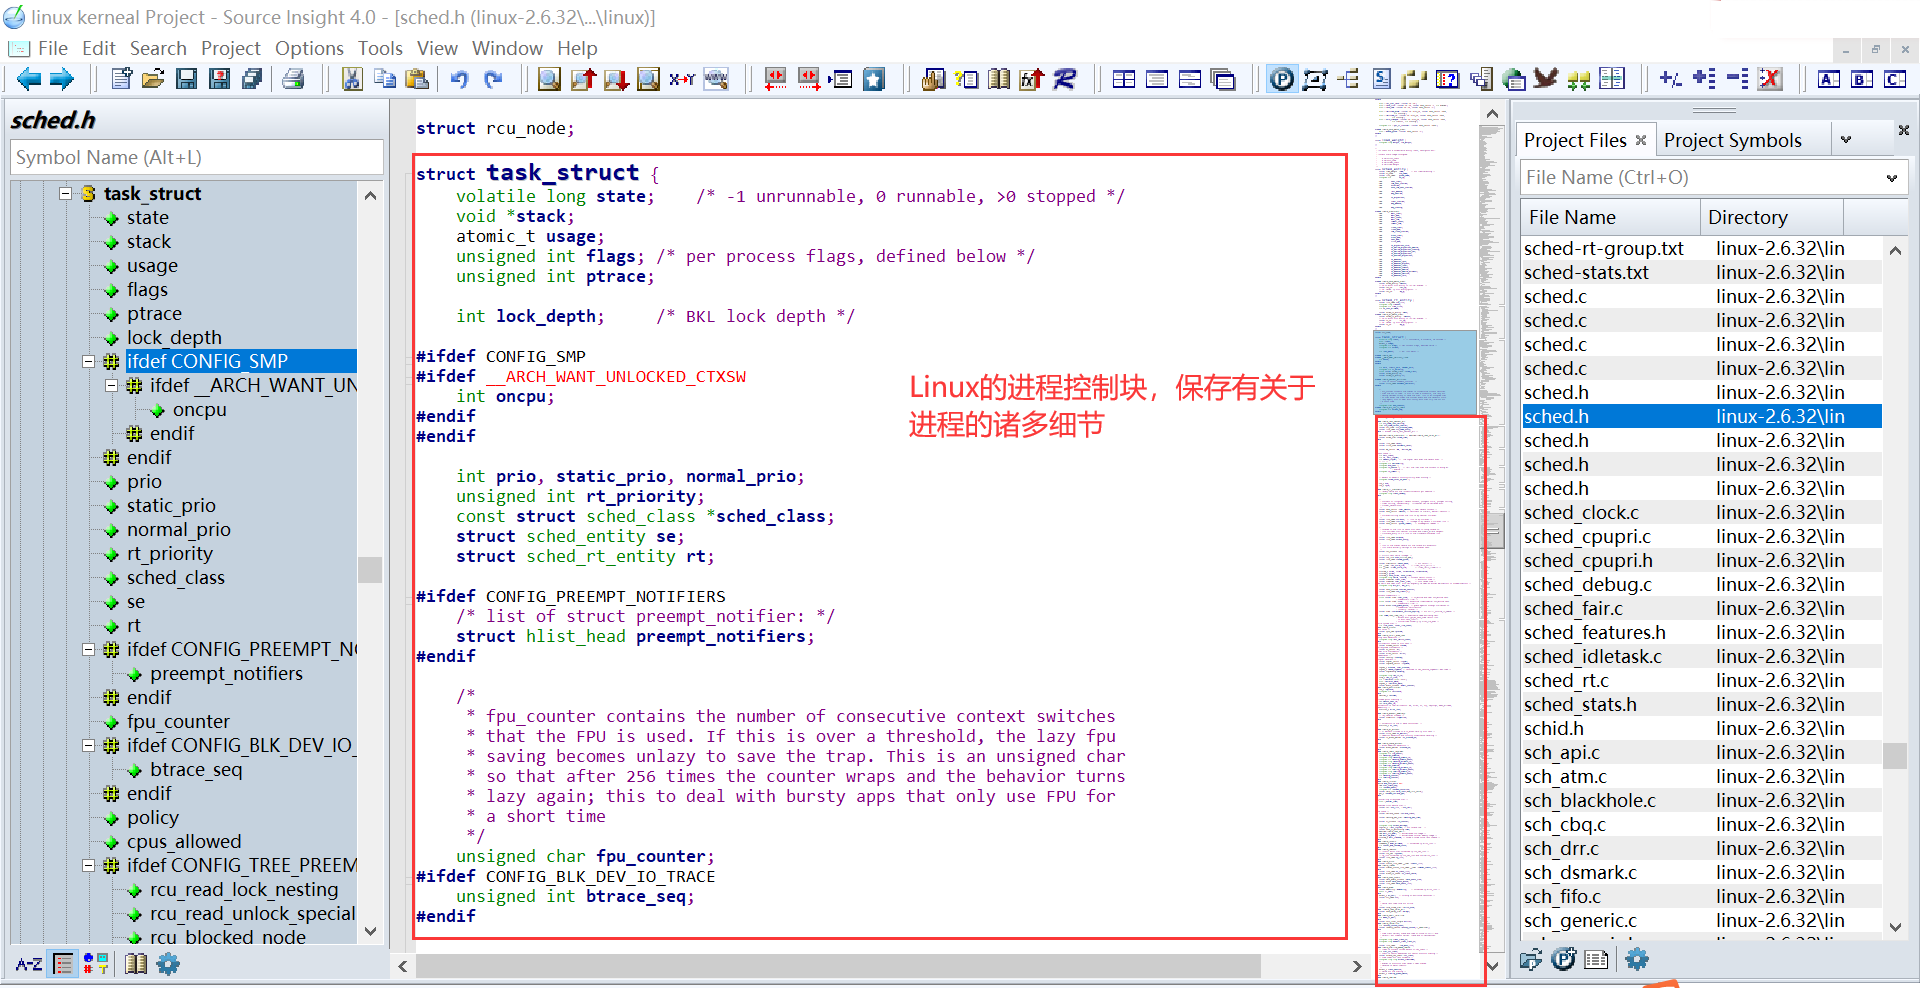 linux kerneal Project - Source Insight 4.0 - [sched.h (linux-2.6.32\...\linux)]
File Edit Search Project Options Tools View Window Help
sched.h
Symbol Name (Alt+L)
task_struct
state
stack
usage
flags
ptrace
lock_depth
ifdef CONFIG_SMP
ifdef __ARCH_WANT_UN
oncpu
endif
endif
prio
static_prio
normal_prio
rt_priority
sched_class
se
rt
ifdef CONFIG_PREEMPT_NO
preempt_notifiers
endif
fpu_counter
ifdef CONFIG_BLK_DEV_IO_
btrace_seq
endif
policy
cpus_allowed
ifdef CONFIG_TREE_PREEM
rcu_read_lock_nesting
rcu_read_unlock_special
rcu_blocked_node
A-Z
struct rcu_node;
struct task_struct {
volatile long state;    /* -1 unrunnable, 0 runnable, >0 stopped */
void *stack;
atomic_t usage;
unsigned int flags; /* per process flags, defined below */
unsigned int ptrace;
int lock_depth;     /* BKL lock depth */
#ifdef CONFIG_SMP
#ifdef __ARCH_WANT_UNLOCKED_CTXSW
int oncpu;
#endif
#endif
int prio, static_prio, normal_prio;
unsigned int rt_priority;
const struct sched_class *sched_class;
struct sched_entity se;
struct sched_rt_entity rt;
#ifdef CONFIG_PREEMPT_NOTIFIERS
/* list of struct preempt_notifier: */
struct hlist_head preempt_notifiers;
#endif
/*
* fpu_counter contains the number of consecutive context switches
* that the FPU is used. If this is over a threshold, the lazy fpu
* saving becomes unlazy to save the trap. This is an unsigned char
* so that after 256 times the counter wraps and the behavior turns
* lazy again; this to deal with bursty apps that only use FPU for
* a short time
*/
unsigned char fpu_counter;
#ifdef CONFIG_BLK_DEV_IO_TRACE
unsigned int btrace_seq;
#endif
Linux的进程控制块，保存有关于
进程的诸多细节
Project Files Project Symbols
File Name (Ctrl+O)
File Name Directory
sched-rt-group.txt linux-2.6.32\lin
sched-stats.txt linux-2.6.32\lin
sched.c linux-2.6.32\lin
sched.c linux-2.6.32\lin
sched.c linux-2.6.32\lin
sched.c linux-2.6.32\lin
sched.h linux-2.6.32\lin
sched.h linux-2.6.32\lin
sched.h linux-2.6.32\lin
sched.h linux-2.6.32\lin
sched.h linux-2.6.32\lin
sched_clock.c linux-2.6.32\lin
sched_cpupri.c linux-2.6.32\lin
sched_cpupri.h linux-2.6.32\lin
sched_debug.c linux-2.6.32\lin
sched_fair.c linux-2.6.32\lin
sched_features.h linux-2.6.32\lin
sched_idletask.c linux-2.6.32\lin
sched_rt.c linux-2.6.32\lin
sched_stats.h linux-2.6.32\lin
schid.h linux-2.6.32\lin
sch_api.c linux-2.6.32\lin
sch_atm.c linux-2.6.32\lin
sch_blackhole.c linux-2.6.32\lin
sch_cbq.c linux-2.6.32\lin
sch_drr.c linux-2.6.32\lin
sch_dsmark.c linux-2.6.32\lin
sch_fifo.c linux-2.6.32\lin
sch_generic.c linux-2.6.32\lin